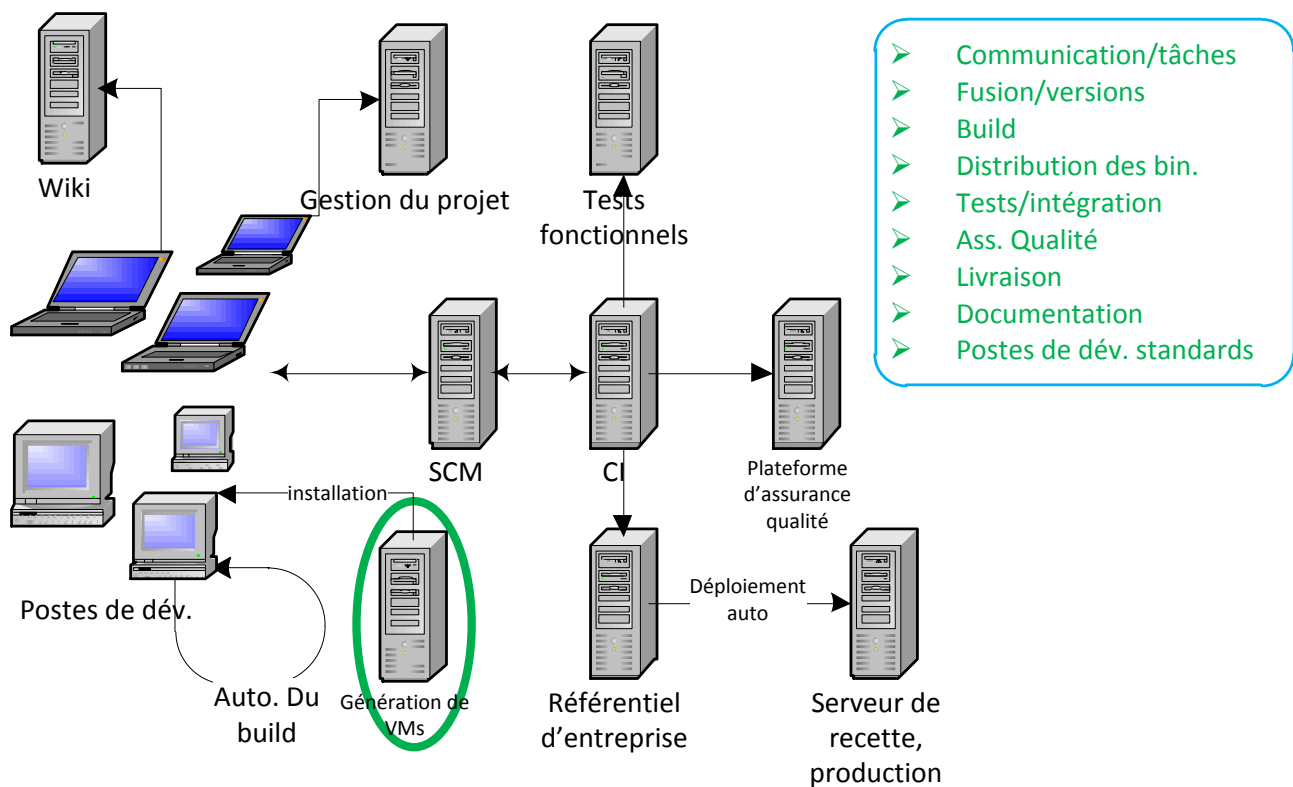 Communication/tâches
Fusion/versions
Build
Distribution des bin.
Tests/intégration
Ass. Qualité
Livraison
Documentation
Postes de dév. standards
Wiki
Gestion du projet
Tests
fonctionnels
SCM
CI
Plateforme
d’assurance
qualité
installation
Postes de dév.
Auto. Du
build
Génération de
VMs
Référentiel
d’entreprise
Déploiement
auto
Serveur de
recette,
production